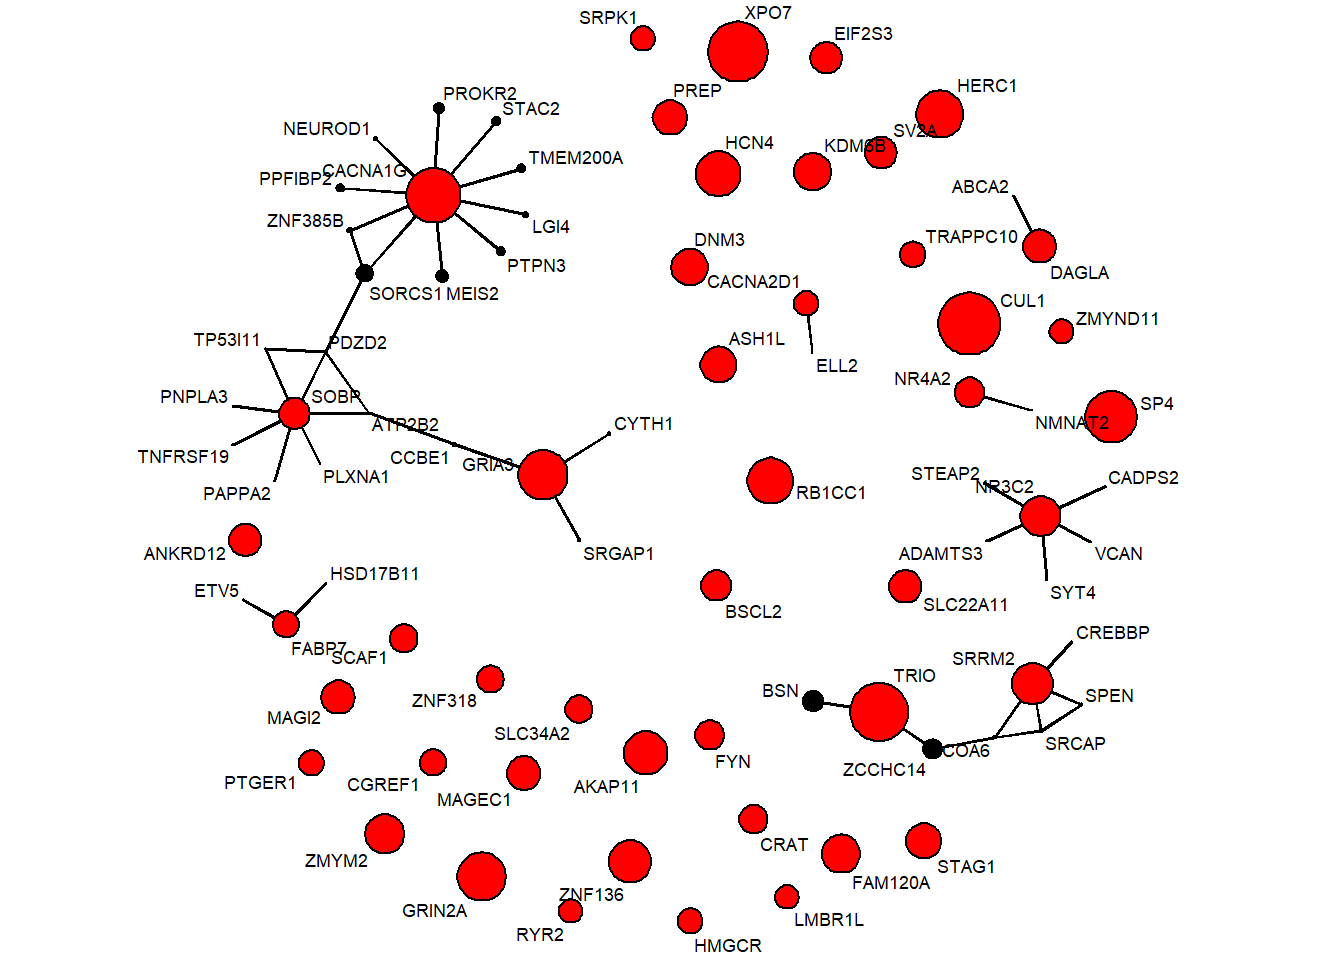 XPO7
SRPK1
EIF2S3
HERC1
PREP
PROKR2
STAC2
NEUROD1
SV2A
HCN4
KDM6B
TMEM200A
CACNA1G
PPFIBP2
ABCA2
ZNF385B
LGI4
TRAPPC10
DNM3
PTPN3
DAGLA
CACNA2D1
SORCS1
MEIS2
CUL1
ZMYND11
TP53I11
PDZD2
ASH1L
ELL2
NR4A2
PNPLA3
SOBP
SP4
ATP2B2
CYTH1
NMNAT2
TNFRSF19
CCBE1
GRIA3
PLXNA1
STEAP2
NR3C2
CADPS2
PAPPA2
RB1CC1
ANKRD12
SRGAP1
ADAMTS3
VCAN
HSD17B11
ETV5
SYT4
BSCL2
SLC22A11
FABP7
SCAF1
CREBBP
SRRM2
TRIO
BSN
SPEN
ZNF318
MAGI2
SLC34A2
SRCAP
COA6
FYN
ZCCHC14
PTGER1
CGREF1
AKAP11
MAGEC1
CRAT
ZMYM2
STAG1
FAM120A
ZNF136
GRIN2A
LMBR1L
RYR2
HMGCR